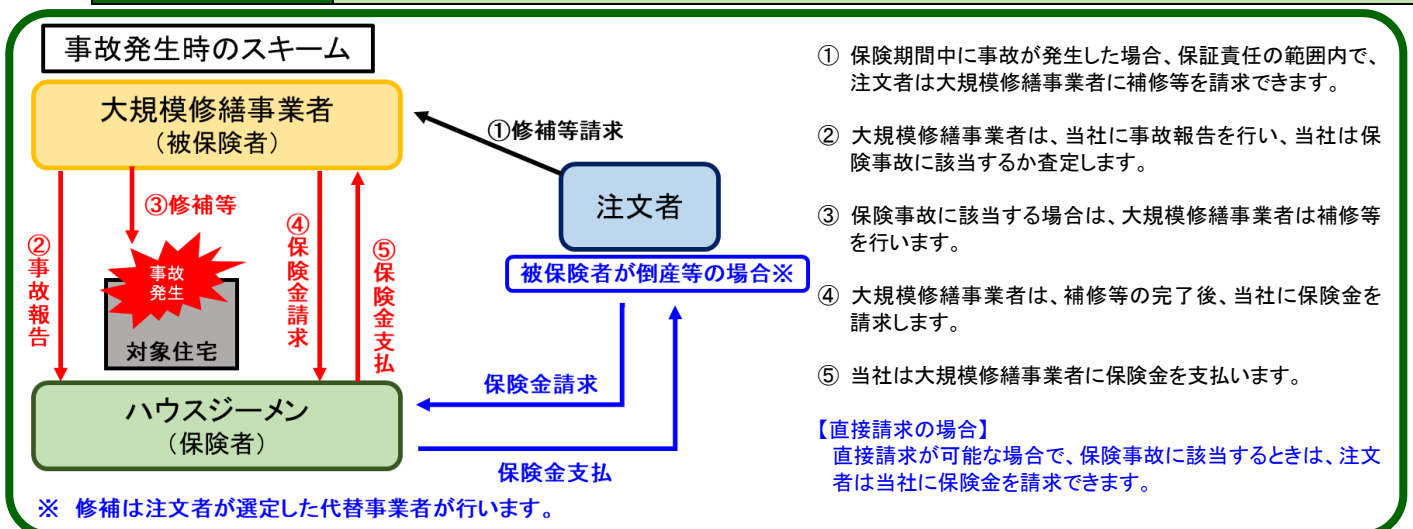 事故発生時のスキーム
大規模修繕事業者
（被保険者）
①修補等請求
注文者
③修補等
②事故報告
④保険金請求
⑤保険金支払
事故
発生
対象住宅
被保険者が倒産等の場合※
保険金請求
ハウスジーメン
（保険者）
保険金支払
※ 修補は注文者が選定した代替事業者が行います。
① 保険期間中に事故が発生した場合、保証責任の範囲内で、
注文者は大規模修繕事業者に補修等を請求できます。
② 大規模修繕事業者は、当社に事故報告を行い、当社は保
険事故に該当するか査定します。
③ 保険事故に該当する場合は、大規模修繕事業者は補修等
を行います。
④ 大規模修繕事業者は、補修等の完了後、当社に保険金を
請求します。
⑤ 当社は大規模修繕事業者に保険金を支払います。
【直接請求の場合】
直接請求が可能な場合で、保険事故に該当するときは、注文
者は当社に保険金を請求できます。